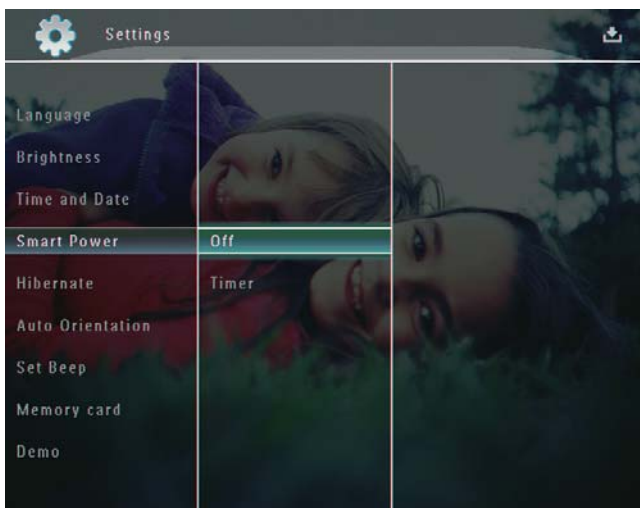 Settings
Language
Brightness
Time and Date
Smart Power
Off
Hibernate
Timer
Auto Orientation
Set Beep
Memory card
Demo